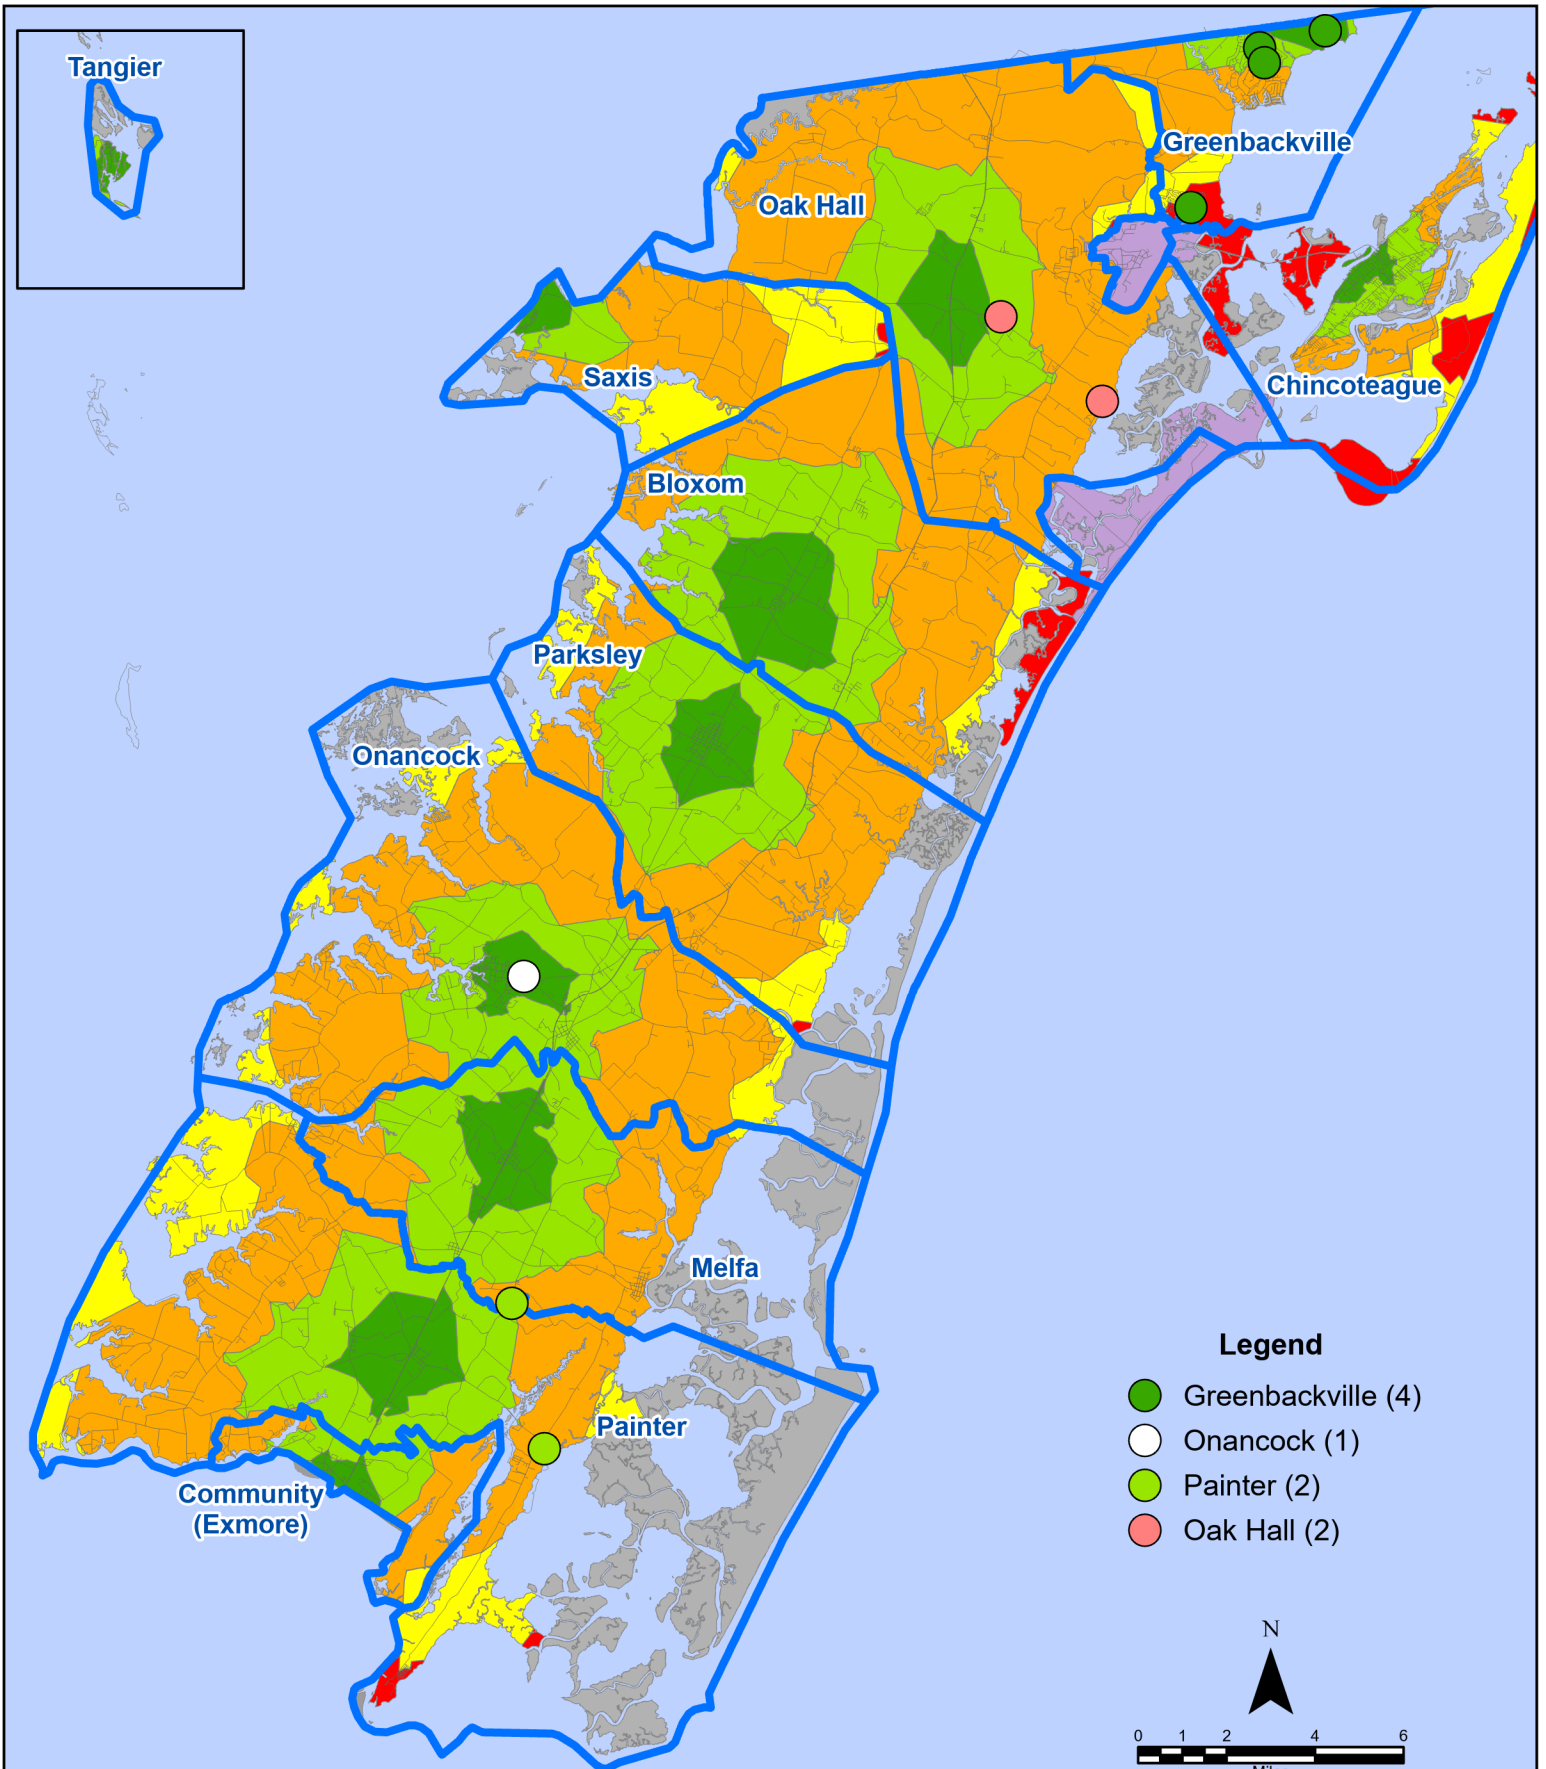 Tangier
Greenbackville
Oak Hall
Saxis
Chincoteague
Bloxom
Parksley
Onancock
Melfa
Painter
Community
(Exmore)
Legend
Greenbackville (4)
Onancock (1)
Painter (2)
Oak Hall (2)
N
0 1 2 4 6